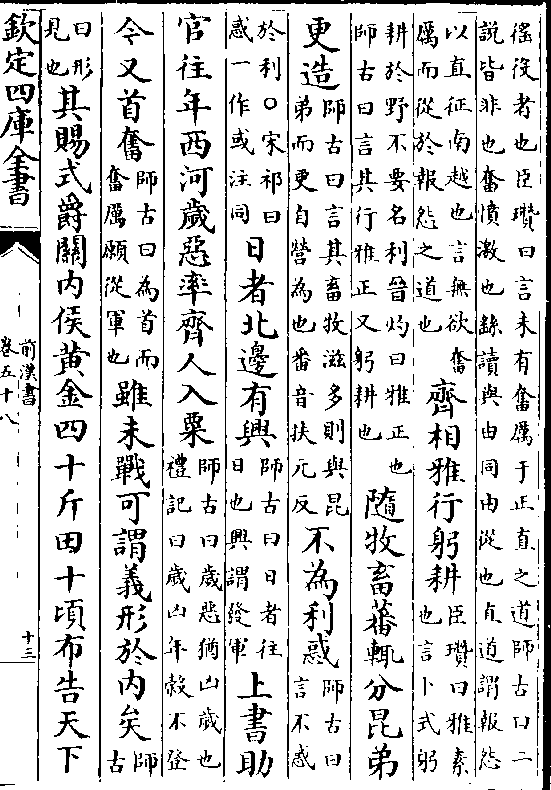 徭役者也臣瓚曰言未有奮厲于正直之道師古曰二
說皆非也奮憤激也繇讀與由同由從也直道謂報怨
以直征南越也言無欲奮
厲而從於報怨之道也
齊相雅行躬耕
臣瓚曰雅素
也言卜式躬
耕於野不要名利晉灼曰雅正也
師古曰言其行雅正又躬耕也
隨牧畜蕃輒分昆弟
更造
師古曰言其畜牧滋多則與昆
弟而更自營為也番音扶元反
不為利惑
師古曰
言不惑
於利○宋祁曰
惑一作或注同
日者北邊有興
師古曰日者往
日也興謂發軍
上書助
官往年西河歲惡率齊人入粟
師古曰歲惡猶凶歲也
禮記曰歲凶年穀不登
今又首奮
師古曰為首而
奮厲願從軍也
雖未戰可謂義形於內矣
師
古
曰形
見也
其賜式爵關內侯黃金四十斤田十頃布告天下
欽定四庫全書
前漢書
卷五十八
十三